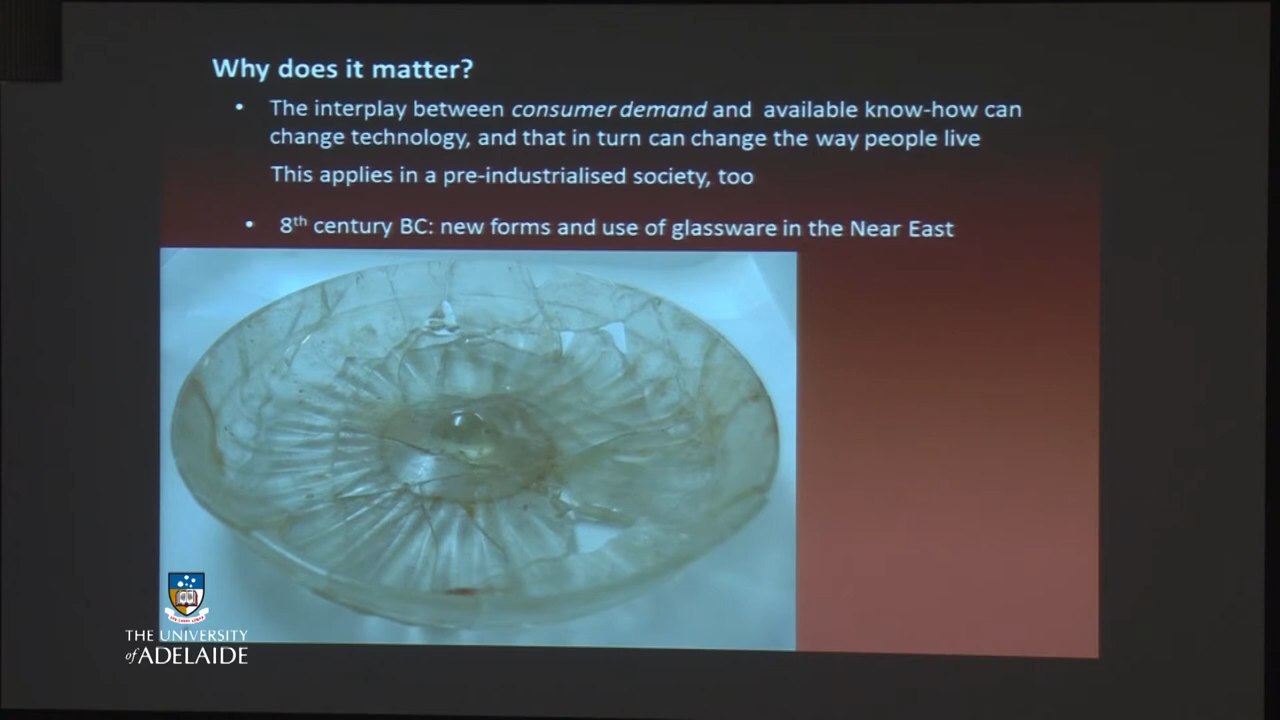 Why does it matter?
• The interplay between consumer demand and available know-how can
change technology, and that in turn can change the way people live
This applies in a pre-industrialised society, too
• 8th century BC: new forms and use of glassware in the Near East
THE UNIVERSITY
of ADELAIDE